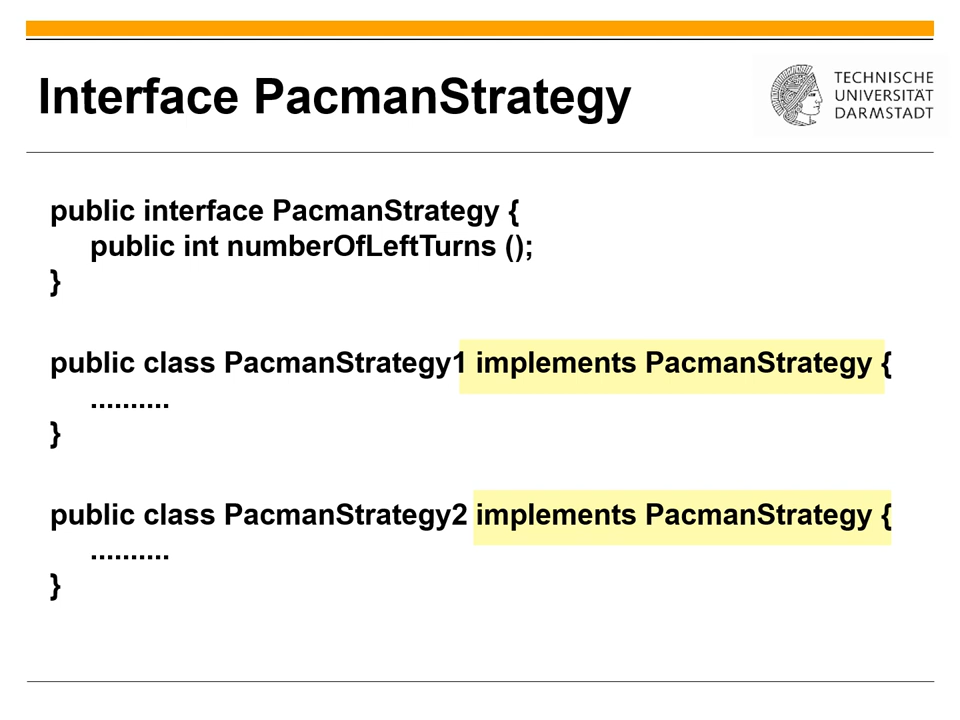 Interface PacmanStrategy
TECHNISCHE
UNIVERSITÄT
DARMSTADT
public interface PacmanStrategy {
public int numberOfLeftTurns ();
}
public class PacmanStrategy1 implements PacmanStrategy {
..........
}
public class PacmanStrategy2 implements PacmanStrategy {
..........
}